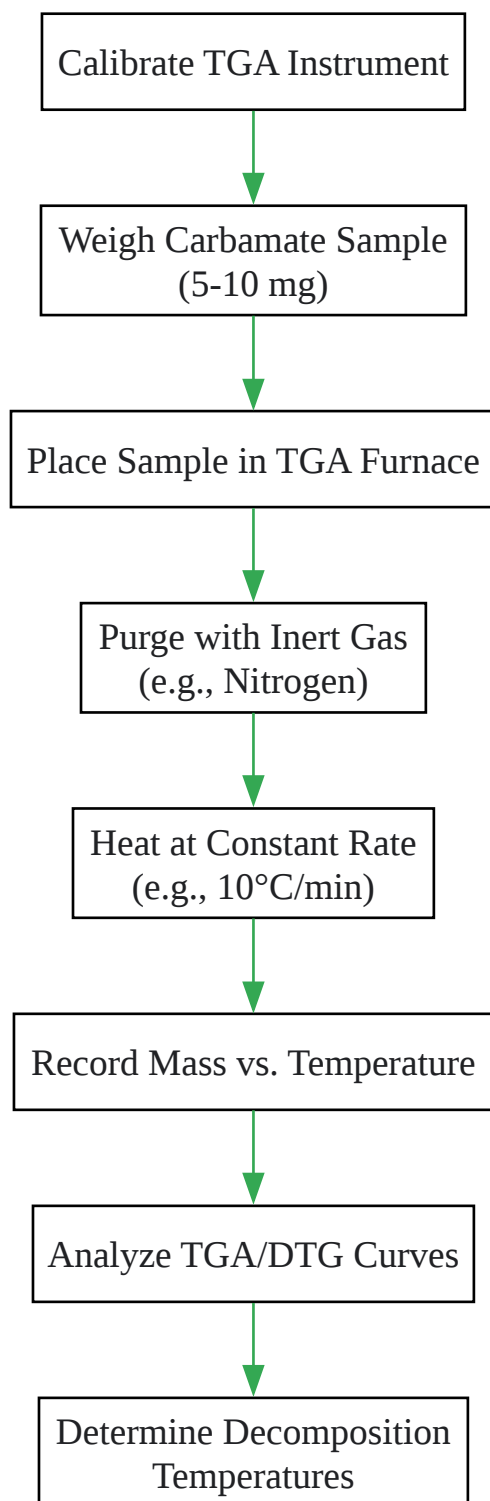 Calibrate TGA Instrument
Weigh Carbamate Sample
(5-10 mg)
Place Sample in TGA Furnace
Purge with Inert Gas
(e.g., Nitrogen)
Heat at Constant Rate
(e.g., 10°C/min)
Record Mass vs. Temperature
Analyze TGA/DTG Curves
Determine Decomposition
Temperatures